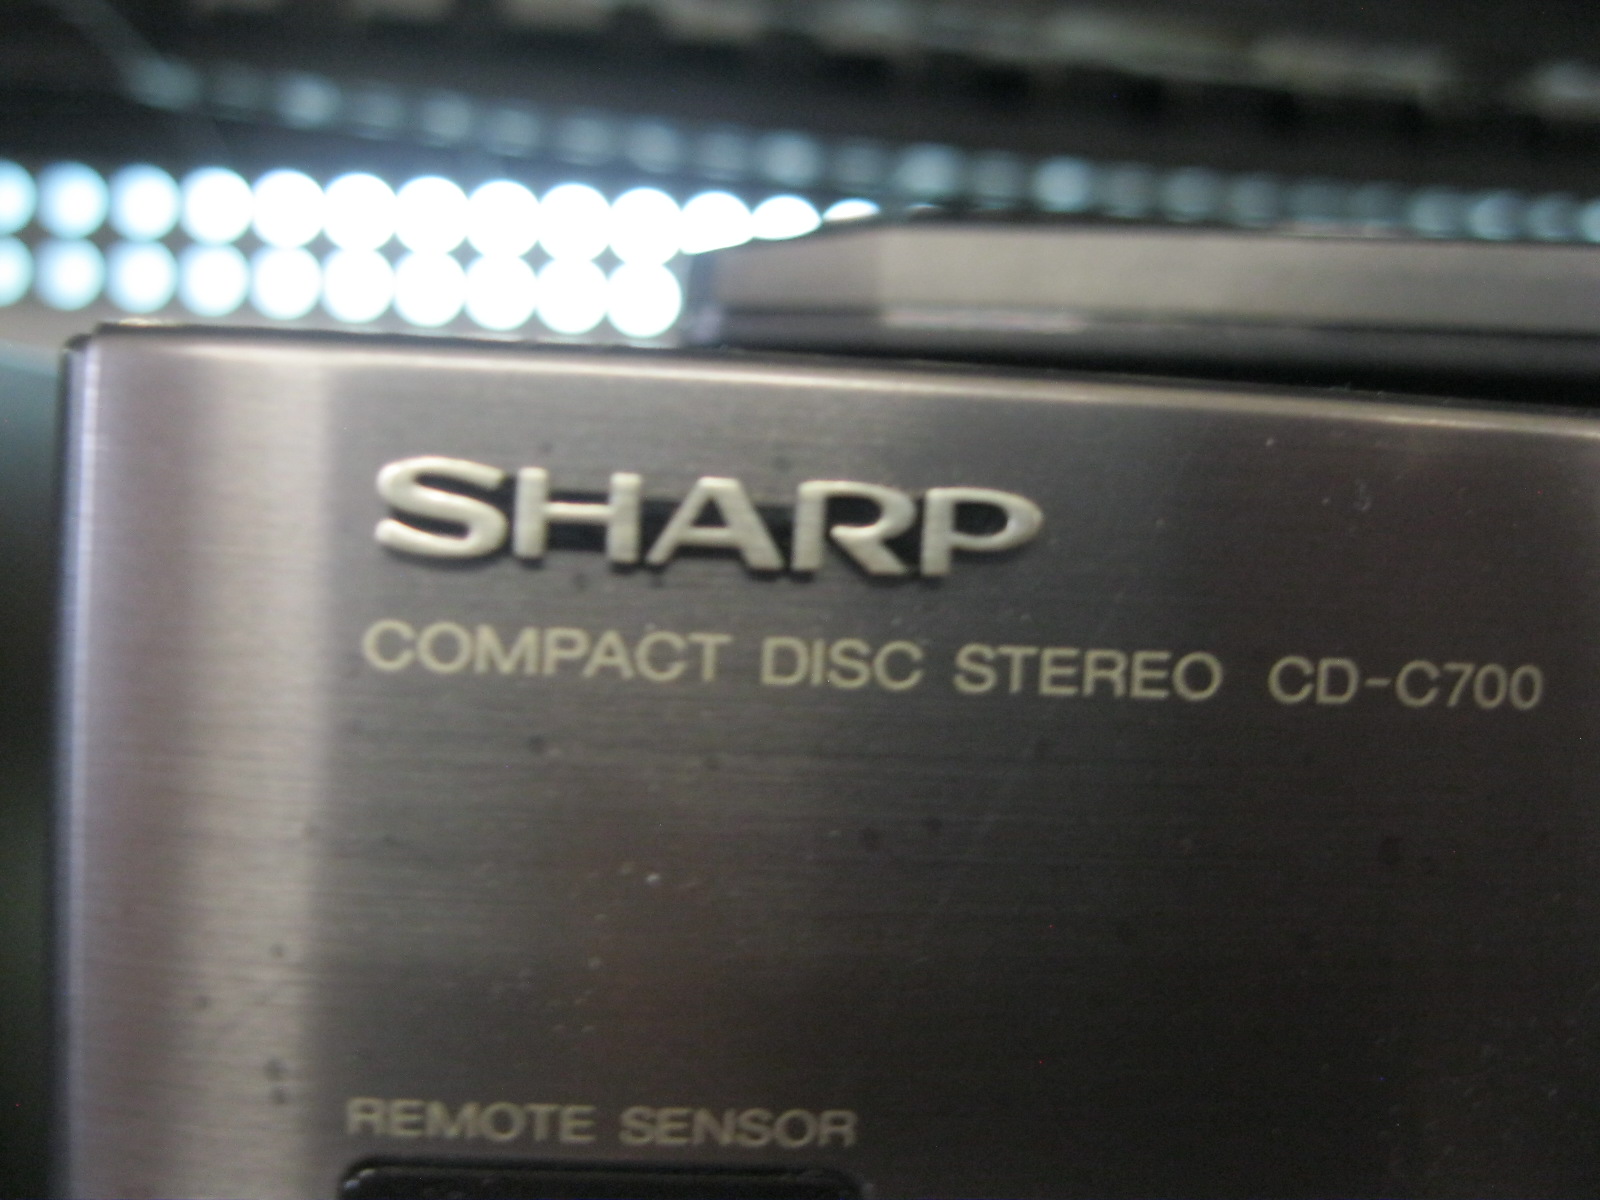 SHARP
COMPACT DISC STEREO CD-C700
REMOTE SENSOR